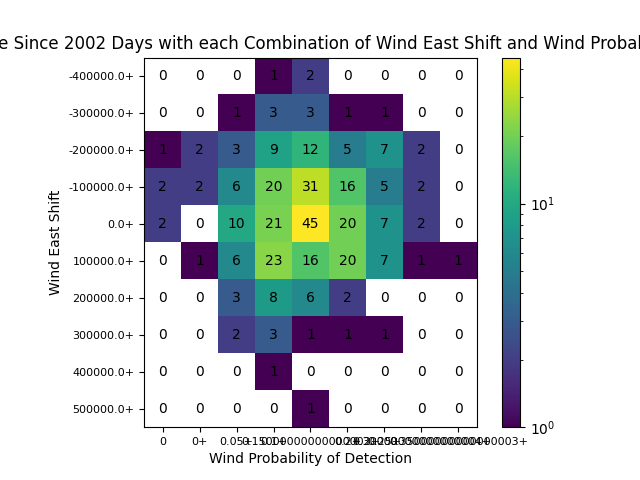 e Since 2002 Days with each Combination of Wind East Shift and Wind Probal
-400000.0+ 0 0 0 1 2 0 0 0 0
-300000.0+ 0 0 1 3 3 1 1 0 0
-200000.0+ 1 2 3 9 12 5 7 2 0
-100000.0+ 2 2 6 20 31 16 5 2 0
0.0+ 2 0 10 21 45 20 7 2 0
100000.0+ 0 1 6 23 16 20 7 1 1
200000.0+ 0 0 3 8 6 2 0 0 0
300000.0+ 0 0 2 3 1 1 1 0 0
400000.0+ 0 0 0 1 0 0 0 0 0
500000.0+ 0 0 0 0 1 0 0 0 0
0 0+
Wind Probability of Detection
Wind East Shift
10^1
10^0